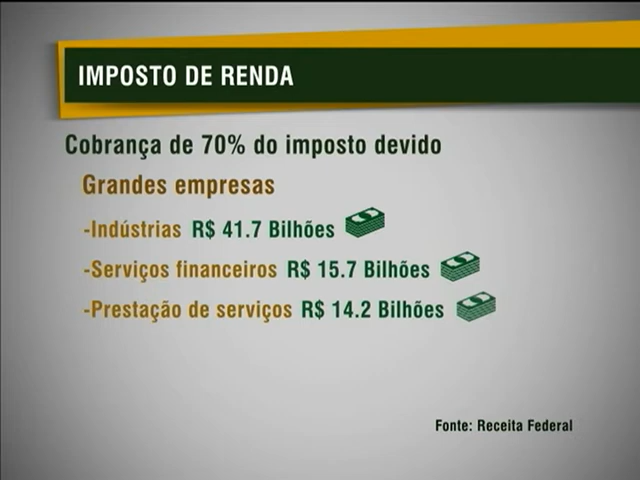 IMPOSTO DE RENDA
Cobrança de 70% do imposto devido
Grandes empresas
-Indústrias R$ 41.7 Bilhões
-Serviços financeiros R$ 15.7 Bilhões
-Prestação de serviços R$ 14.2 Bilhões
Fonte: Receita Federal